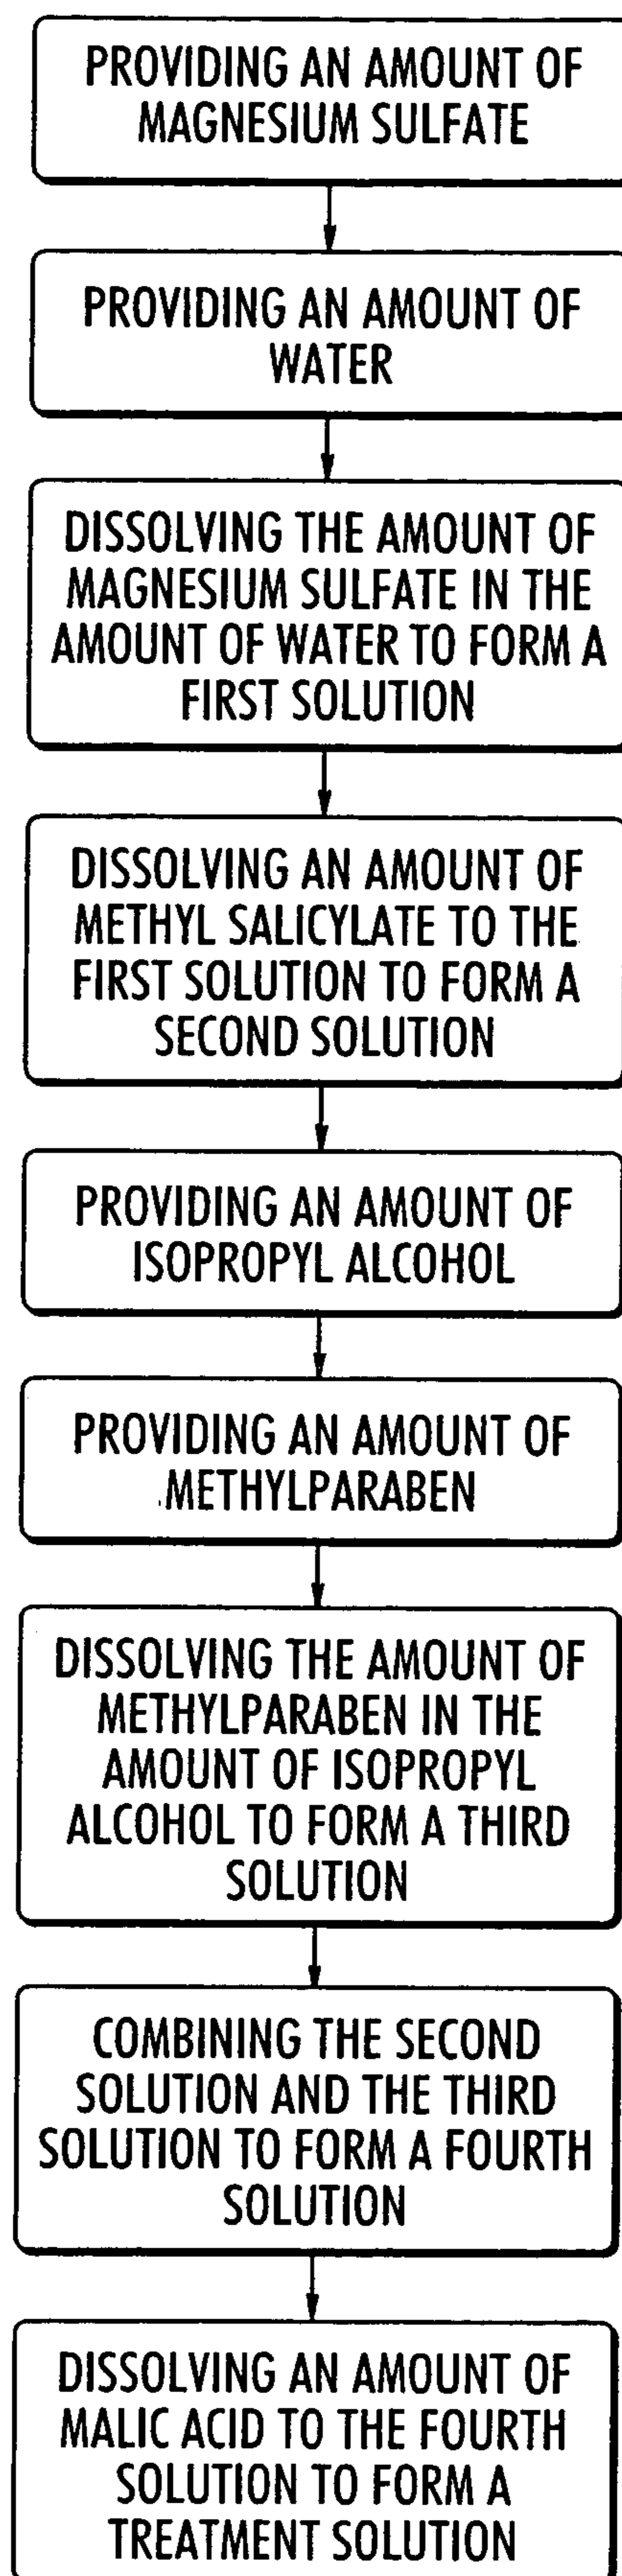 PROVIDING AN AMOUNT OF
MAGNESIUM SULFATE
PROVIDING AN AMOUNT OF
WATER
DISSOLVING THE AMOUNT OF
MAGNESIUM SULFATE IN THE
AMOUNT OF WATER TO FORM A
FIRST SOLUTION
DISSOLVING AN AMOUNT OF
METHYL SALICYLATE TO THE
FIRST SOLUTION TO FORM A
SECOND SOLUTION
PROVIDING AN AMOUNT OF
ISOPROPYL ALCOHOL
PROVIDING AN AMOUNT OF
METHYLPARABEN
DISSOLVING THE AMOUNT OF
METHYLPARABEN IN THE
AMOUNT OF ISOPROPYL
ALCOHOL TO FORM A THIRD
SOLUTION
COMBINING THE SECOND
SOLUTION AND THE THIRD
SOLUTION TO FORM A FOURTH
SOLUTION
DISSOLVING AN AMOUNT OF
MALIC ACID TO THE FOURTH
SOLUTION TO FORM A
TREATMENT SOLUTION